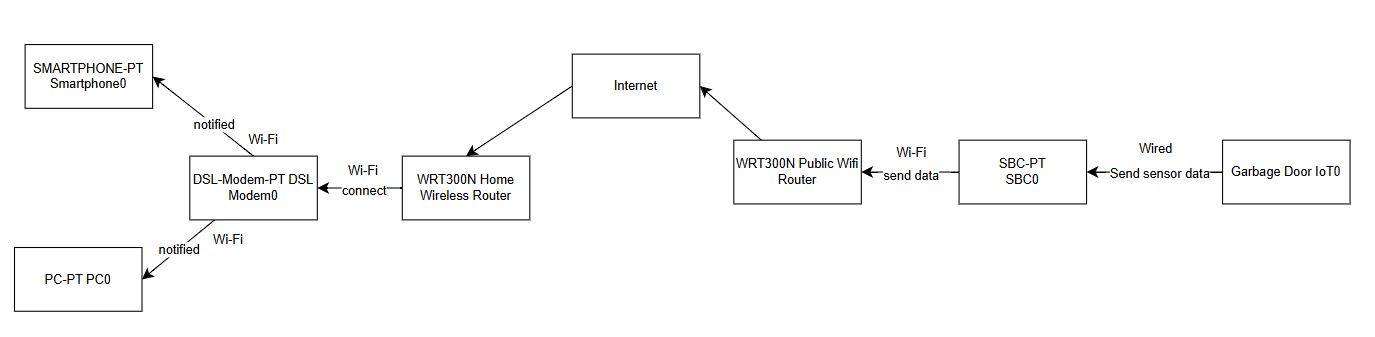 SMARTPHONE-PT
Smartphone0
notified
Wi-Fi
DSL-Modem-PT DSL
Modem0
Wi-Fi
notified
PC-PT PC0
Wi-Fi
connect
WRT300N Home
Wireless Router
Internet
WRT300N Public Wifi
Router
Wi-Fi
send data
SBC-PT
SBC0
Wired
Send sensor data
Garbage Door IoT0